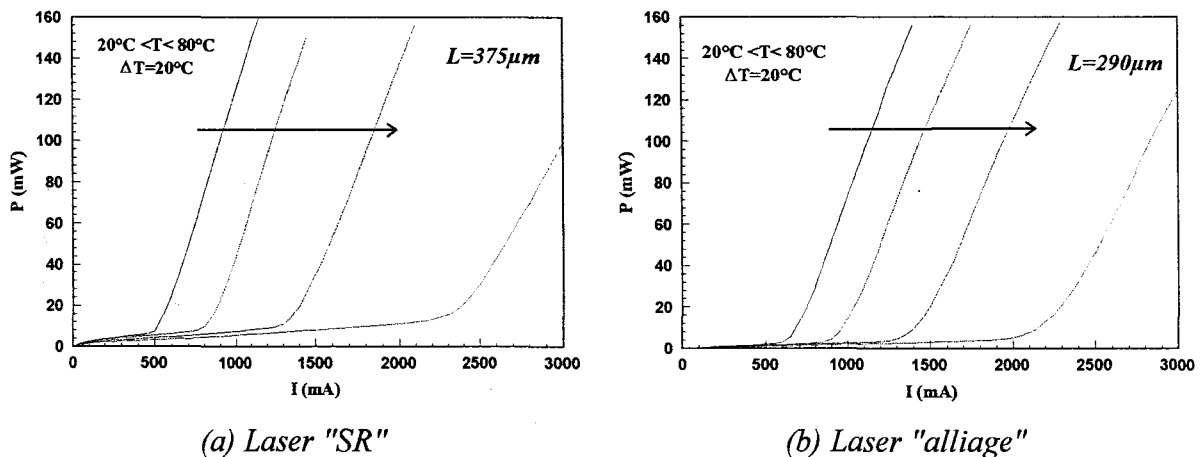 160
140
120
100
80
60
40
20
0
P (mW)
20°C <T< 80°C
ΔT=20°C
L=375µm
0 500 1000 1500 2000 2500 3000
I (mA)
(a) Laser "SR"
160
140
120
100
80
60
40
20
0
P (mW)
20°C <T< 80°C
ΔT=20°C
L=290µm
0 500 1000 1500 2000 2500 3000
I (mA)
(b) Laser "alliage"